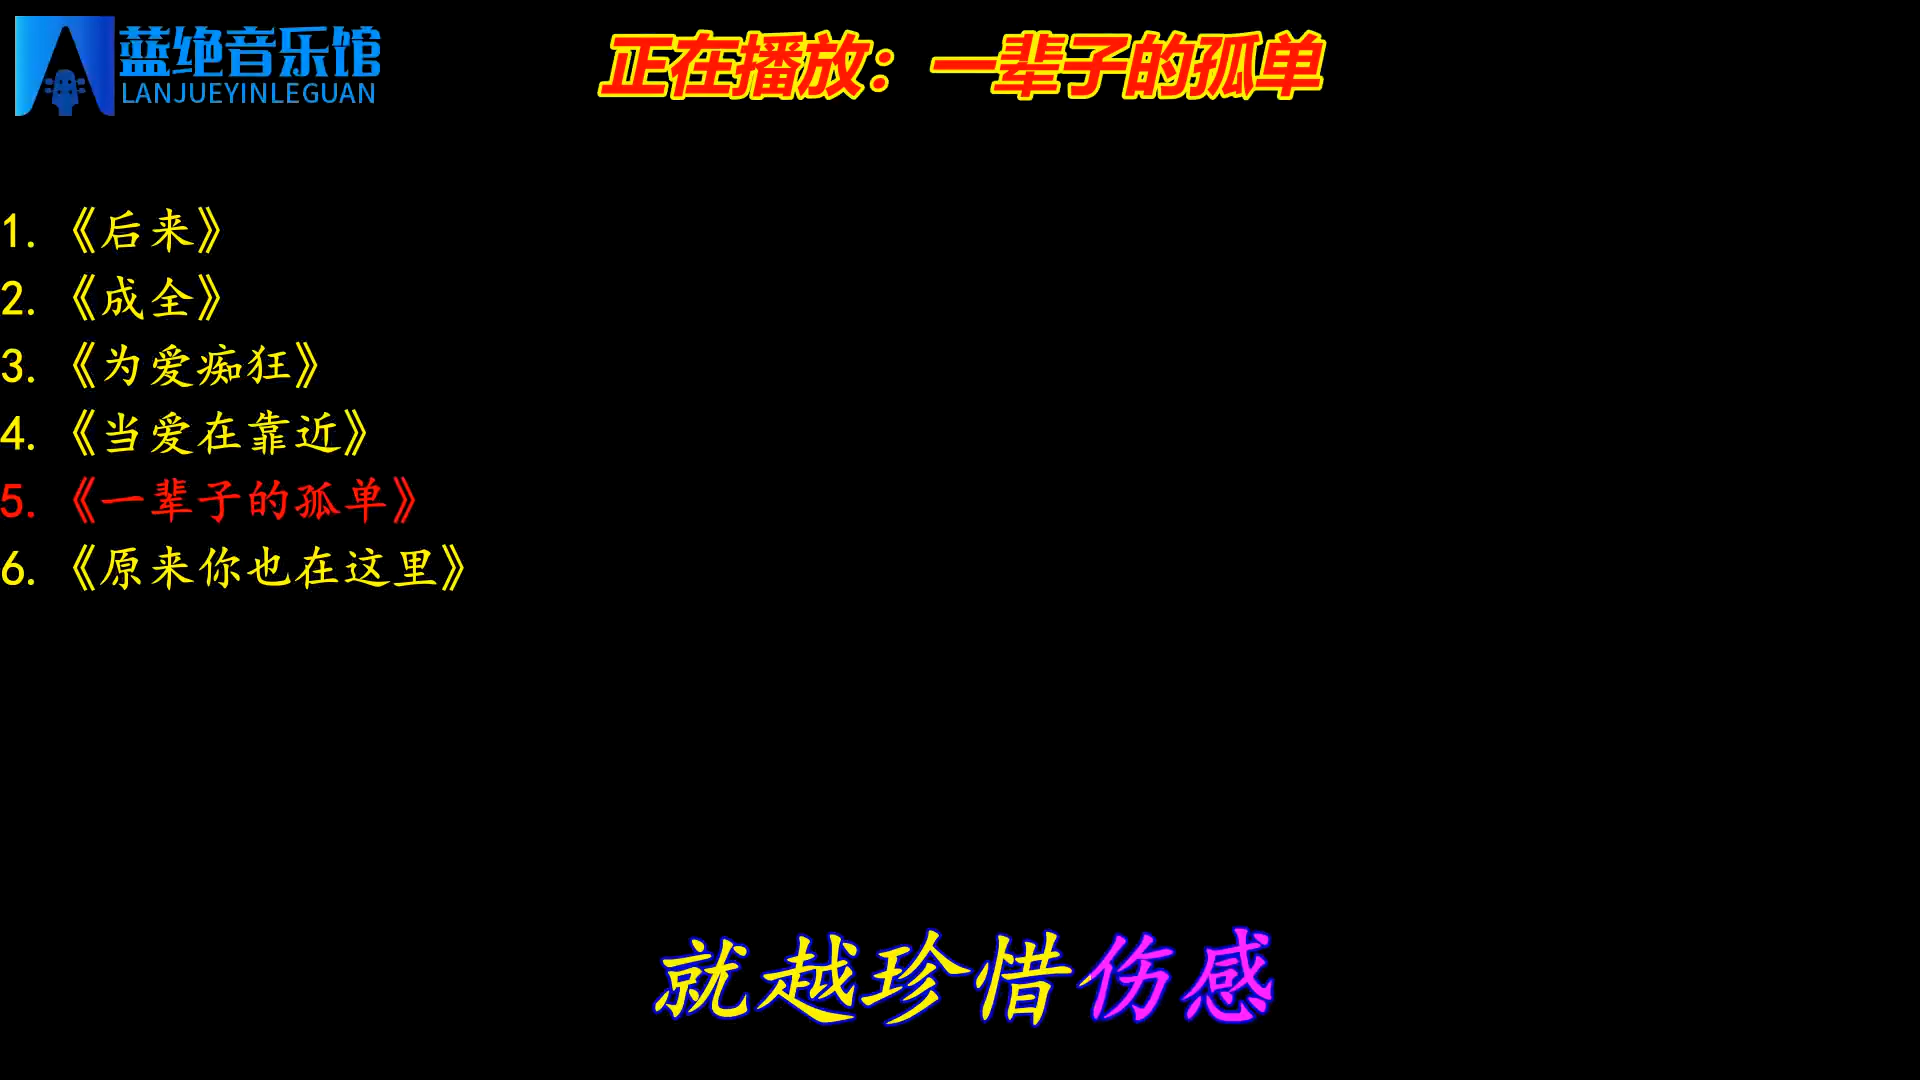 蓝绝音乐馆
LANJUEYINLEGUAN
正在播放：一辈子的孤单
1.《后来》
2.《成全》
3.《为爱痴狂》
4.《当爱在靠近》
5.《一辈子的孤单》
6.《原来你也在这里》
就越珍惜伤感